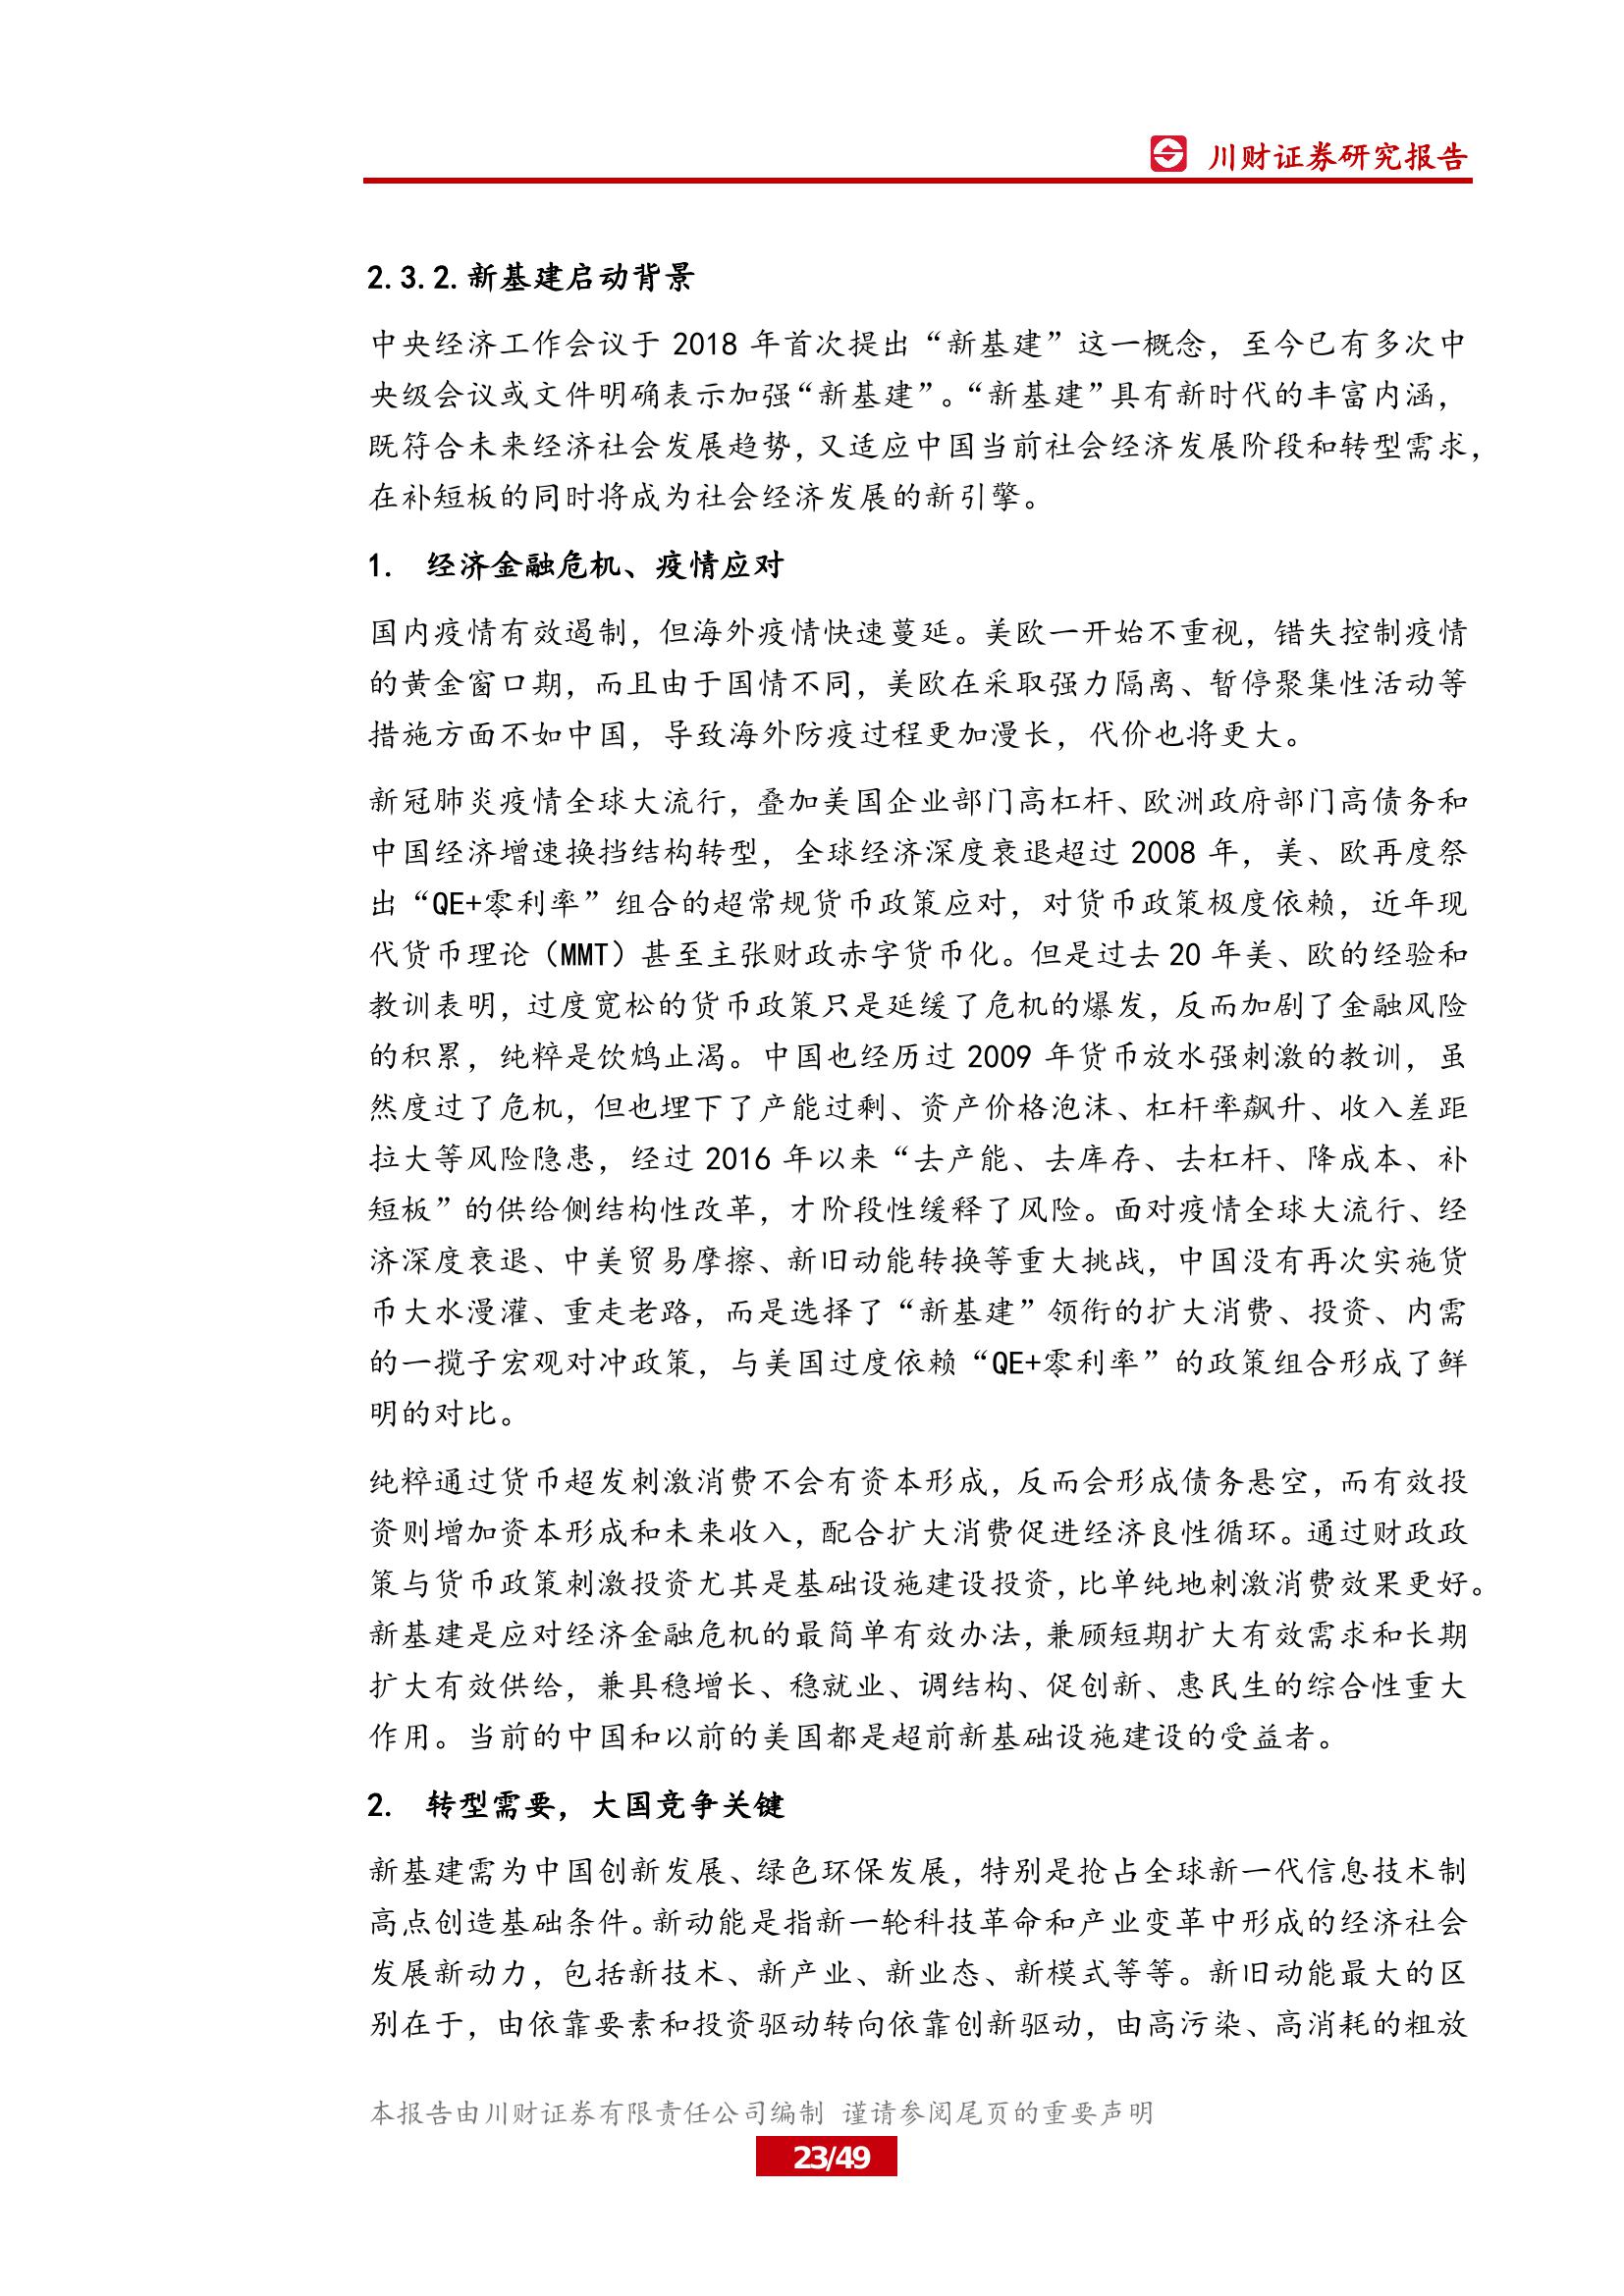 川财证券研究报告
2.3.2.新基建启动背景
中央经济工作会议于 2018 年首次提出“新基建”这一概念，至今已有多次中
央级会议或文件明确表示加强“新基建”。“新基建”具有新时代的丰富内涵，
既符合未来经济社会发展趋势，又适应中国当前社会经济发展阶段和转型需求，
在补短板的同时将成为社会经济发展的新引擎。
1. 经济金融危机、疫情应对
国内疫情有效遏制，但海外疫情快速蔓延。美欧一开始不重视，错失控制疫情
的黄金窗口期，而且由于国情不同，美欧在采取强力隔离、暂停聚集性活动等
措施方面不如中国，导致海外防疫过程更加漫长，代价也将更大。
新冠肺炎疫情全球大流行，叠加美国企业部门高杠杆、欧洲政府部门高债务和
中国经济增速换挡结构转型，全球经济深度衰退超过 2008 年，美、欧再度祭
出“QE+零利率”组合的超常规货币政策应对，对货币政策极度依赖，近年现
代货币理论（MMT）甚至主张财政赤字货币化。但是过去 20 年美、欧的经验和
教训表明，过度宽松的货币政策只是延缓了危机的爆发，反而加剧了金融风险
的积累，纯粹是饮鸩止渴。中国也经历过 2009 年货币放水强刺激的教训，虽
然度过了危机，但也埋下了产能过剩、资产价格泡沫、杠杆率飙升、收入差距
拉大等风险隐患，经过 2016 年以来“去产能、去库存、去杠杆、降成本、补
短板”的供给侧结构性改革，才阶段性缓释了风险。面对疫情全球大流行、经
济深度衰退、中美贸易摩擦、新旧动能转换等重大挑战，中国没有再次实施货
币大水漫灌、重走老路，而是选择了“新基建”领衔的扩大消费、投资、内需
的一揽子宏观对冲政策，与美国过度依赖“QE+零利率”的政策组合形成了鲜
明的对比。
纯粹通过货币超发刺激消费不会有资本形成，反而会形成债务悬空，而有效投
资则增加资本形成和未来收入，配合扩大消费促进经济良性循环。通过财政政
策与货币政策刺激投资尤其是基础设施建设投资，比单纯地刺激消费效果更好。
新基建是应对经济金融危机的最简单有效办法，兼顾短期扩大有效需求和长期
扩大有效供给，兼具稳增长、稳就业、调结构、促创新、惠民生的综合性重大
作用。当前的中国和以前的美国都是超前新基础设施建设的受益者。
2. 转型需要，大国竞争关键
新基建需为中国创新发展、绿色环保发展，特别是抢占全球新一代信息技术制
高点创造基础条件。新动能是指新一轮科技革命和产业变革中形成的经济社会
发展新动力，包括新技术、新产业、新业态、新模式等等。新旧动能最大的区
别在于，由依靠要素和投资驱动转向依靠创新驱动，由高污染、高消耗的粗放
本报告由川财证券有限责任公司编制 谨请参阅尾页的重要声明
23/49